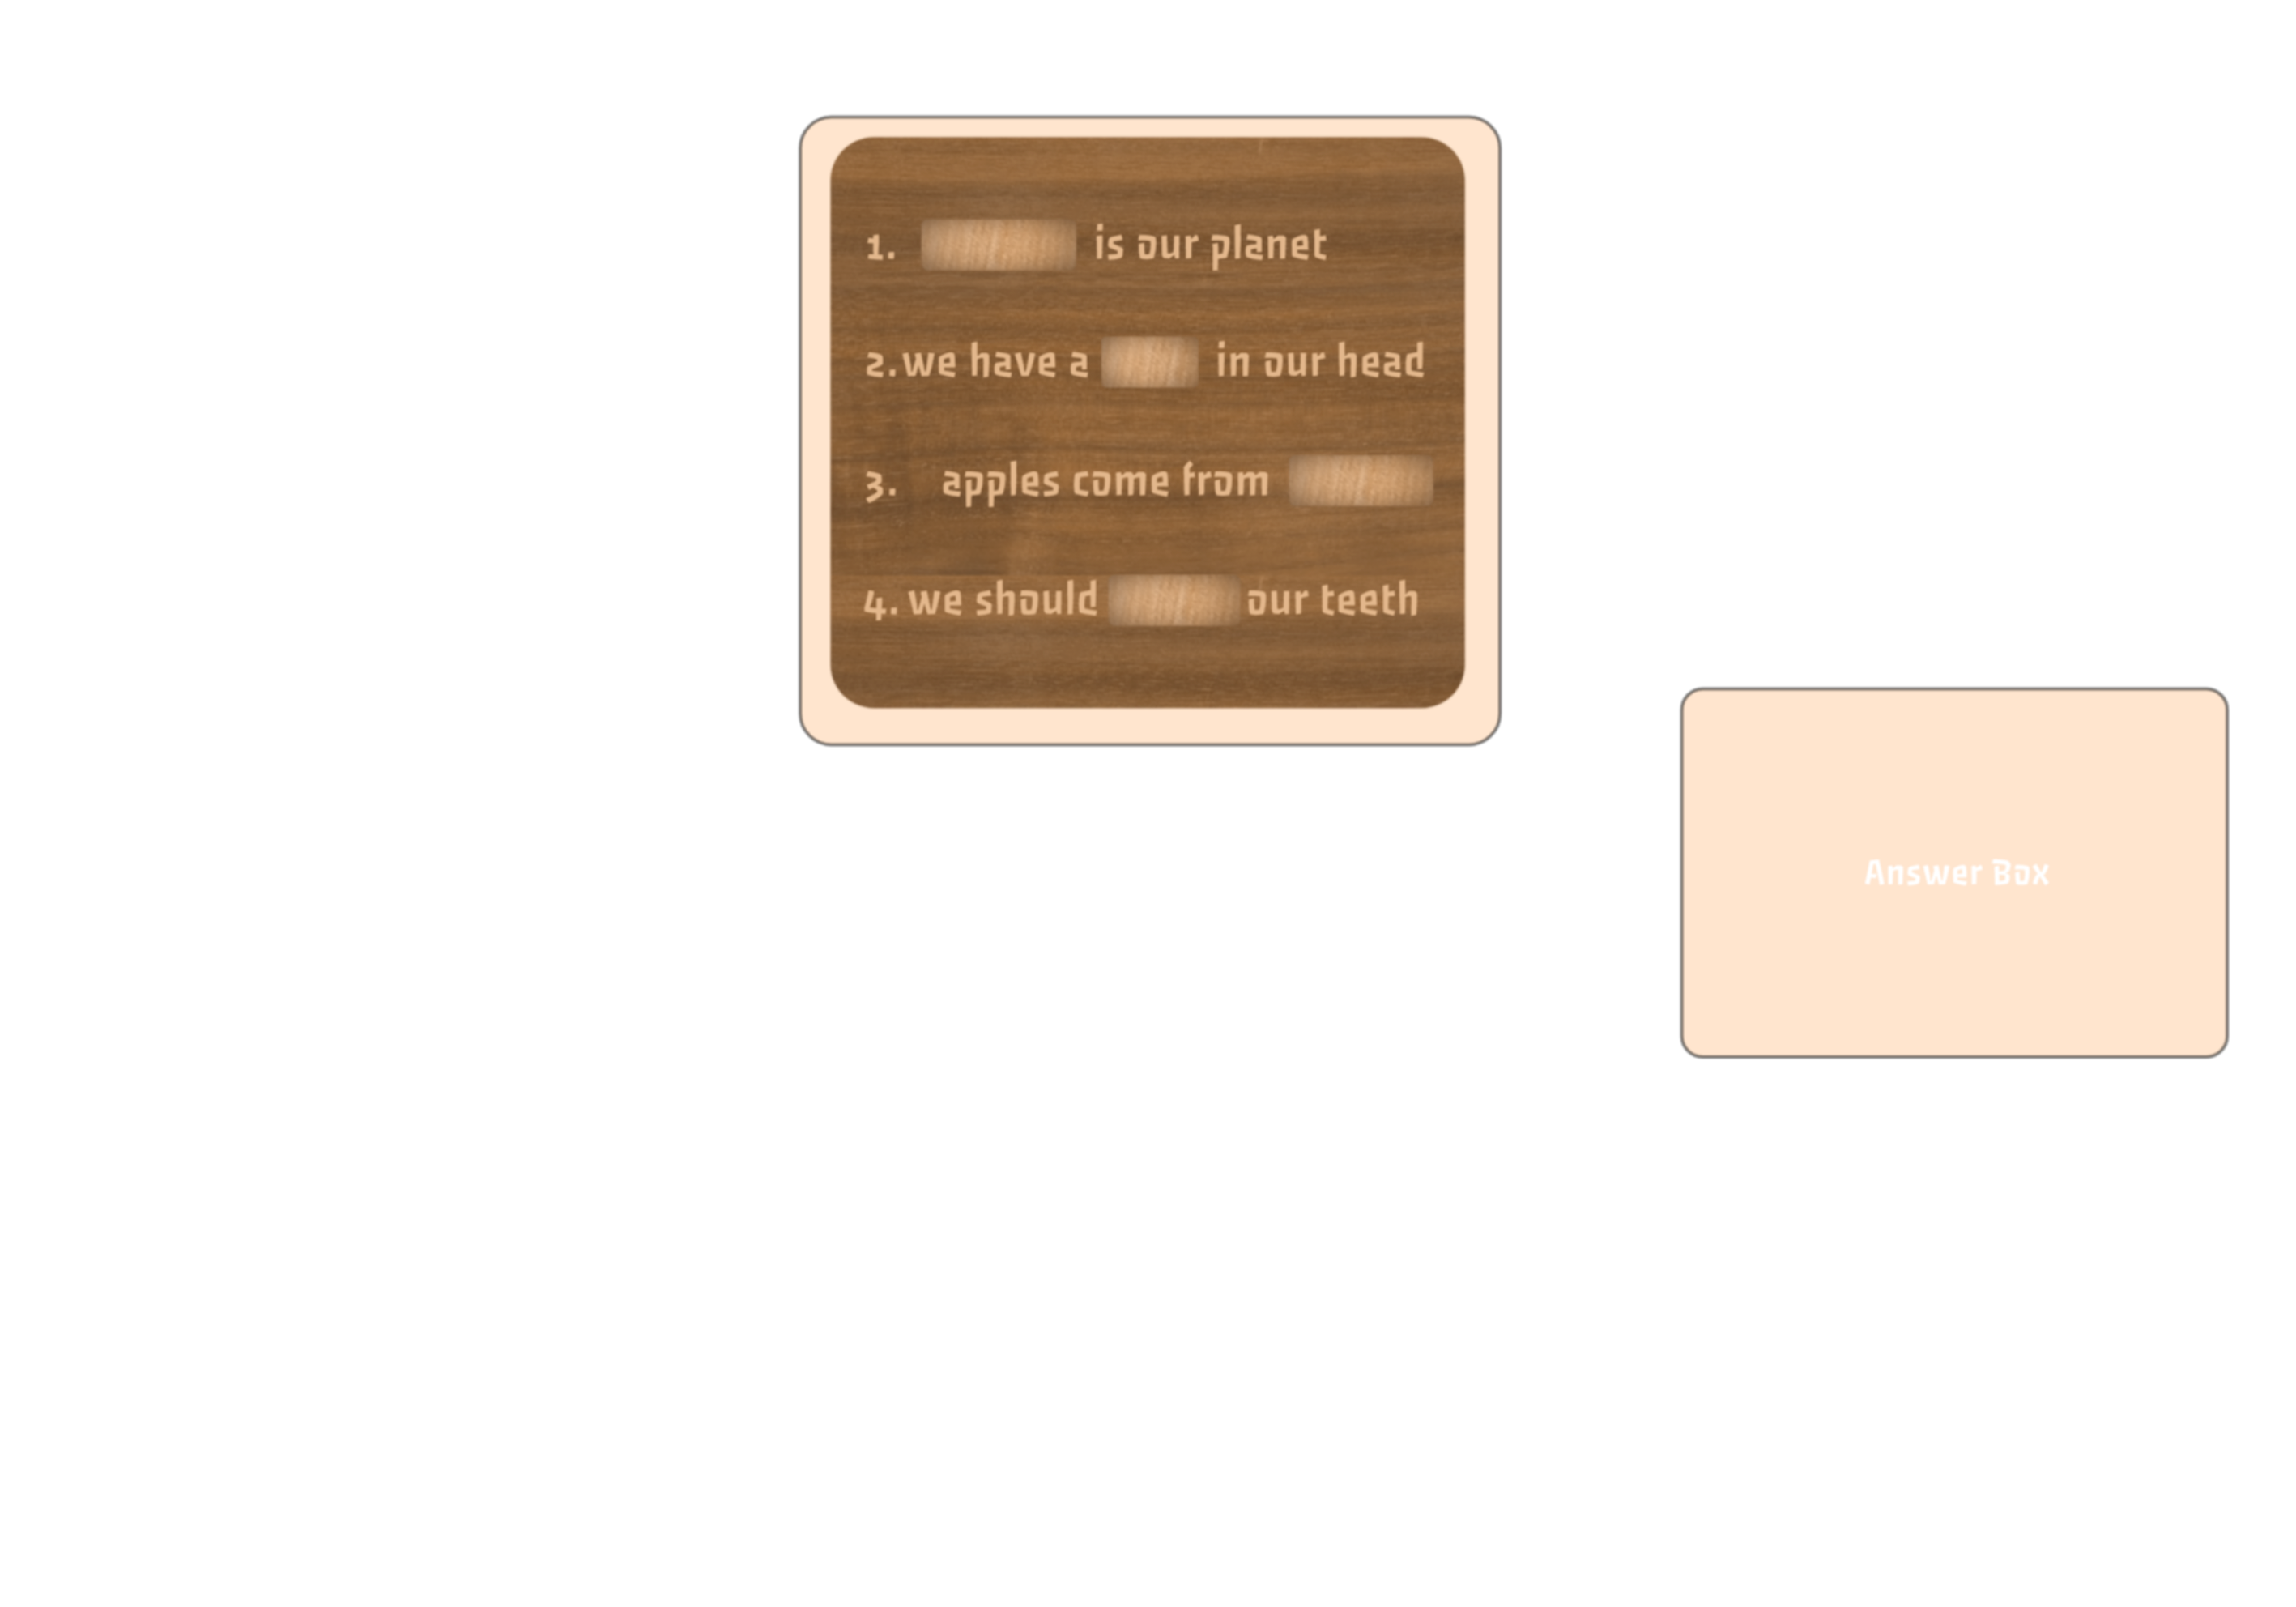 1. is our planet
2. we have a in our head
3. apples come from
4. we should our teeth
Answer Box